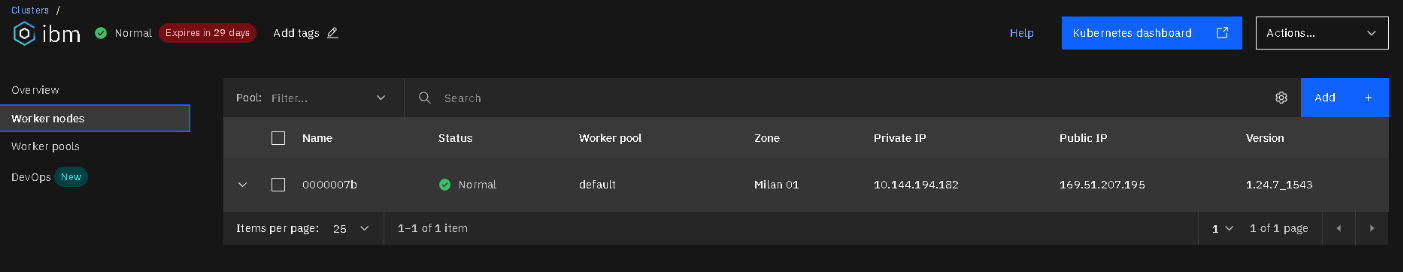 Clusters /
ibm Normal Expires in 29 days Add tags Help Kubernetes dashboard Actions...
Overview
Worker nodes
Worker pools
DevOps New
Pool: Filter... Search Add +
Name Status Worker pool Zone Private IP Public IP Version
0000007b Normal default Milan 01 10.144.194.182 169.51.207.195 1.24.7_1543
Items per page: 25 1–1 of 1 item 1 1 of 1 page